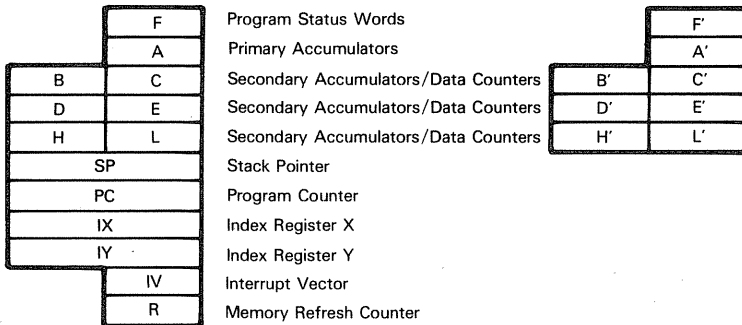 F Program Status Words F′
A Primary Accumulators A′
B C Secondary Accumulators/Data Counters B′ C′
D E Secondary Accumulators/Data Counters D′ E′
H L Secondary Accumulators/Data Counters H′ L′
SP Stack Pointer
PC Program Counter
IX Index Register X
IY Index Register Y
IV Interrupt Vector
R Memory Refresh Counter